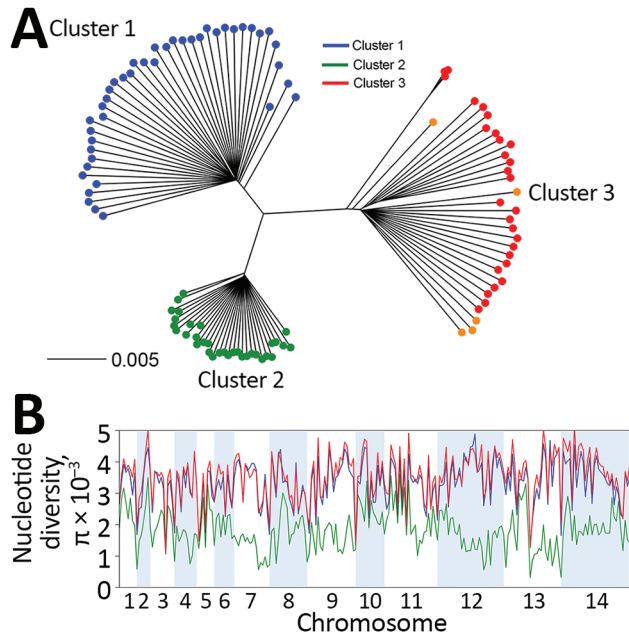 A
Cluster 1
Cluster 1
Cluster 2
Cluster 3
Cluster 3
0.005
Cluster 2
B
Nucleotide
diversity,
π × 10⁻³
5
4
3
2
1
0
1 2 3 4 5 6 7 8 9 10 11 12 13 14
Chromosome